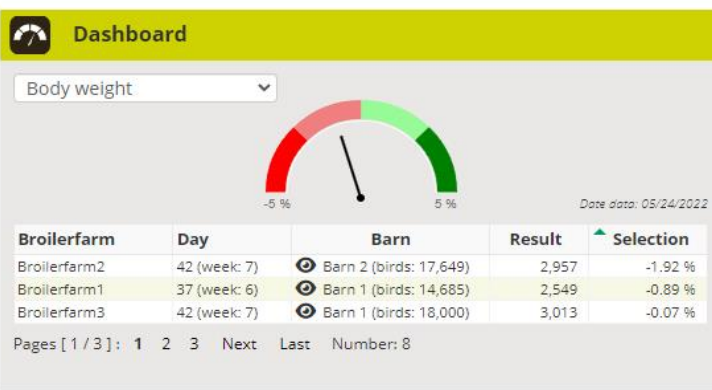 Dashboard
Body weight
-5 % 5 %
Date data: 05/24/2022
Broilerfarm Day Barn Result Selection
Broilerfarm2 42 (week: 7) Barn 2 (birds: 17,649) 2,957 -1.92 %
Broilerfarm1 37 (week: 6) Barn 1 (birds: 14,685) 2,549 -0.89 %
Broilerfarm3 42 (week: 7) Barn 1 (birds: 18,000) 3,013 -0.07 %
Pages [ 1 / 3 ] : 1 2 3 Next Last Number: 8